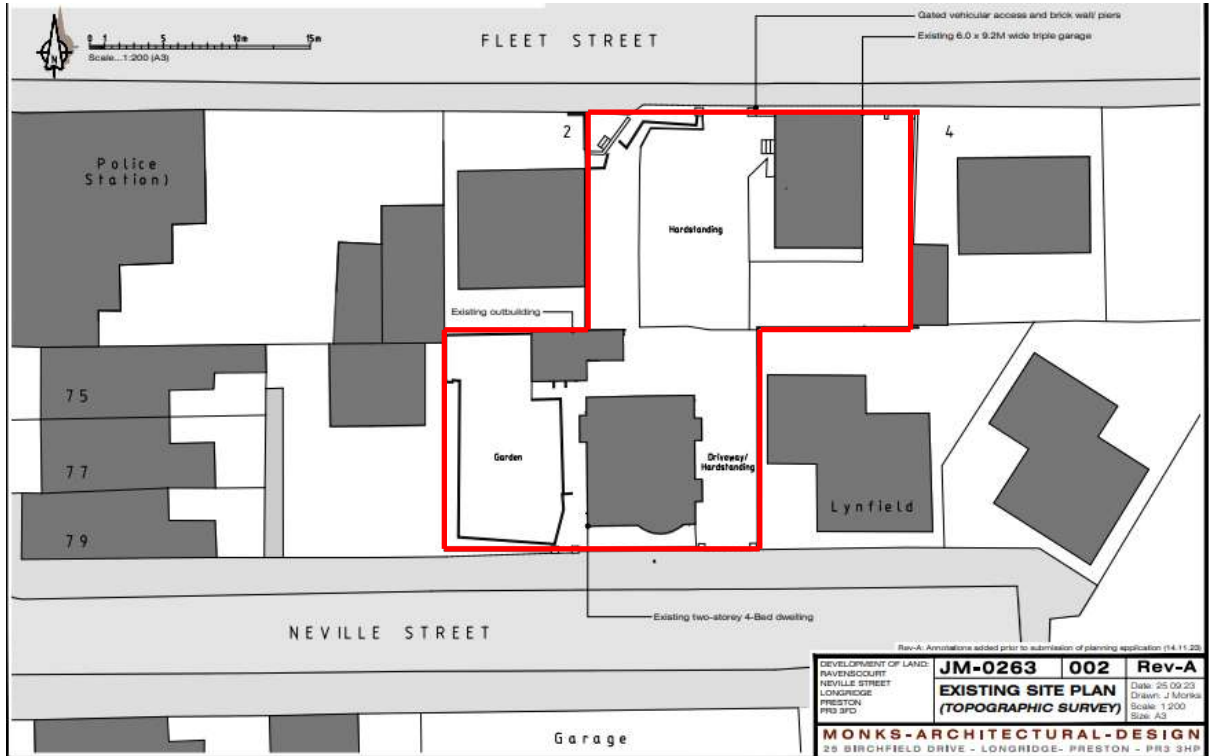 N
0 1 5 10m 15m
Scale...1:200 (A3)
FLEET STREET
Gated vehicular access and brick wall/ piers
Existing 6.0 x 9.2M wide triple garage
2
4
Police
Station)
Hardstanding
Existing outbuilding
75
77
79
Garden
Driveway/
Hardstanding
Lynfield
Existing two-storey 4-Bed dwelling
NEVILLE STREET
Garage
Rev-A: Annotations added prior to submission of planning application (14.11.23)
DEVELOPMENT OF LAND:
RAVENSCOURT
NEVILLE STREET
LONGRIDGE
PRESTON
PR3 3FD
JM-0263 002 Rev-A
EXISTING SITE PLAN
(TOPOGRAPHIC SURVEY)
Date: 25.09.23
Drawn: J Monks
Scale: 1:200
Size: A3
MONKS-ARCHITECTURAL-DESIGN
25 BIRCHFIELD DRIVE - LONGRIDGE- PRESTON - PR3 3HP